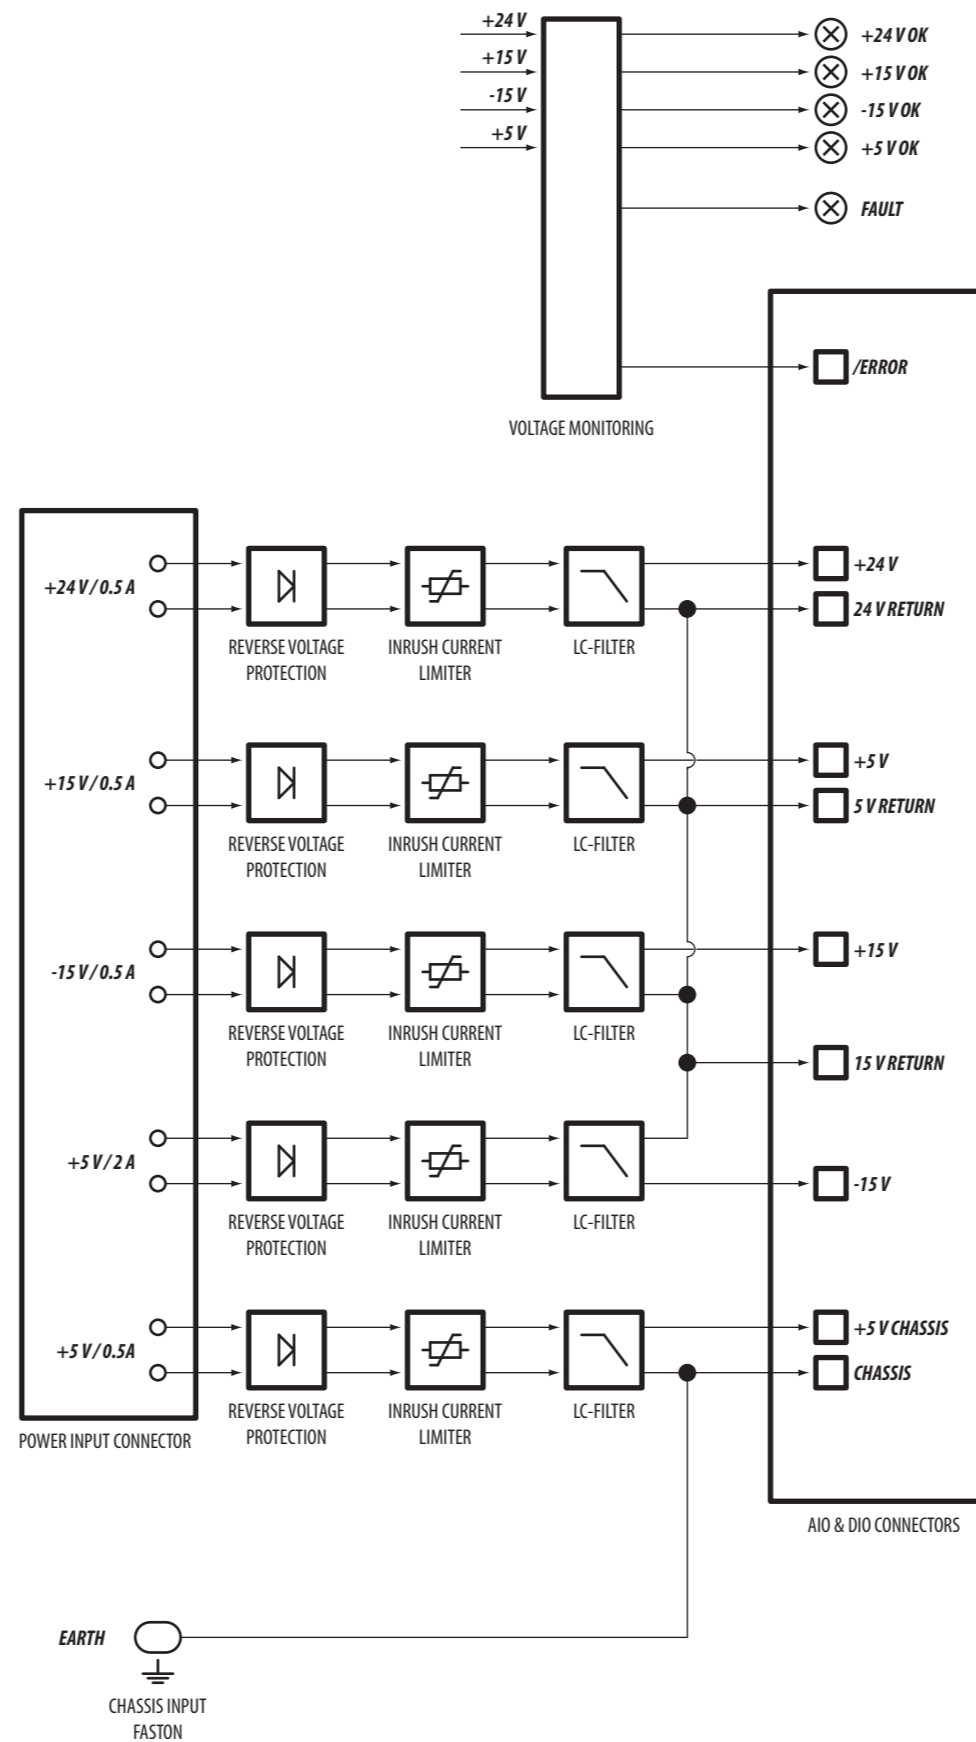 +24 V
+15 V
-15 V
+5 V
+24 V OK
+15 V OK
-15 V OK
+5 V OK
FAULT
/ERROR
VOLTAGE MONITORING
+24 V / 0.5 A
REVERSE VOLTAGE
PROTECTION
INRUSH CURRENT
LIMITER
LC-FILTER
+24 V
24 V RETURN
+15 V / 0.5 A
REVERSE VOLTAGE
PROTECTION
INRUSH CURRENT
LIMITER
LC-FILTER
+5 V
5 V RETURN
-15 V / 0.5 A
REVERSE VOLTAGE
PROTECTION
INRUSH CURRENT
LIMITER
LC-FILTER
+15 V
15 V RETURN
+5 V / 2 A
REVERSE VOLTAGE
PROTECTION
INRUSH CURRENT
LIMITER
LC-FILTER
-15 V
+5 V / 0.5A
REVERSE VOLTAGE
PROTECTION
INRUSH CURRENT
LIMITER
LC-FILTER
+5 V CHASSIS
CHASSIS
POWER INPUT CONNECTOR
AIO & DIO CONNECTORS
EARTH
CHASSIS INPUT
FASTON